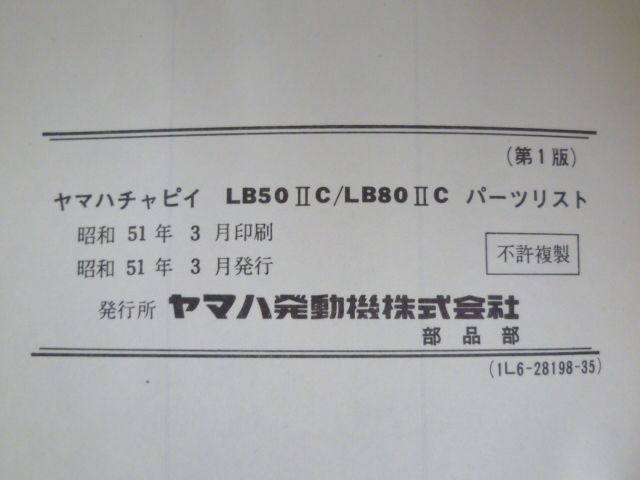 (第1版)
ヤマハチャピイ LB50ⅡC/LB80ⅡC パーツリスト
昭和 51年 3 月印刷
昭和 51年 3 月発行
不許複製
発行所 ヤマハ発動機株式会社
部品部
(1L6-28198-35)